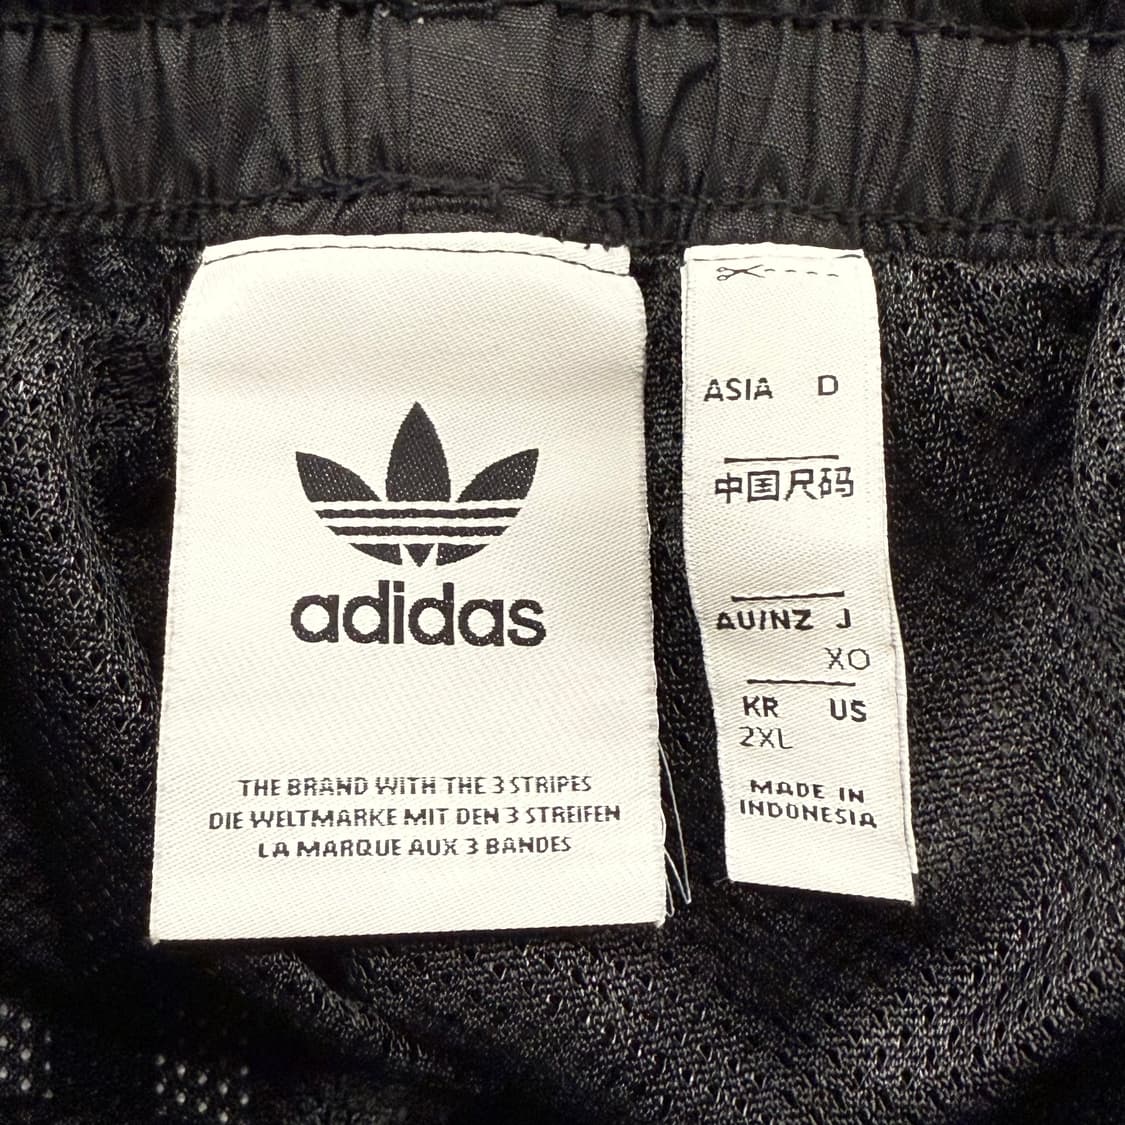 adidas
THE BRAND WITH THE 3 STRIPES
DIE WELTMARKE MIT DEN 3 STREIFEN
LA MARQUE AUX 3 BANDES
ASIA D
中国尺码
AU/NZ J
XO
KR US
2XL
MADE IN
INDONESIA